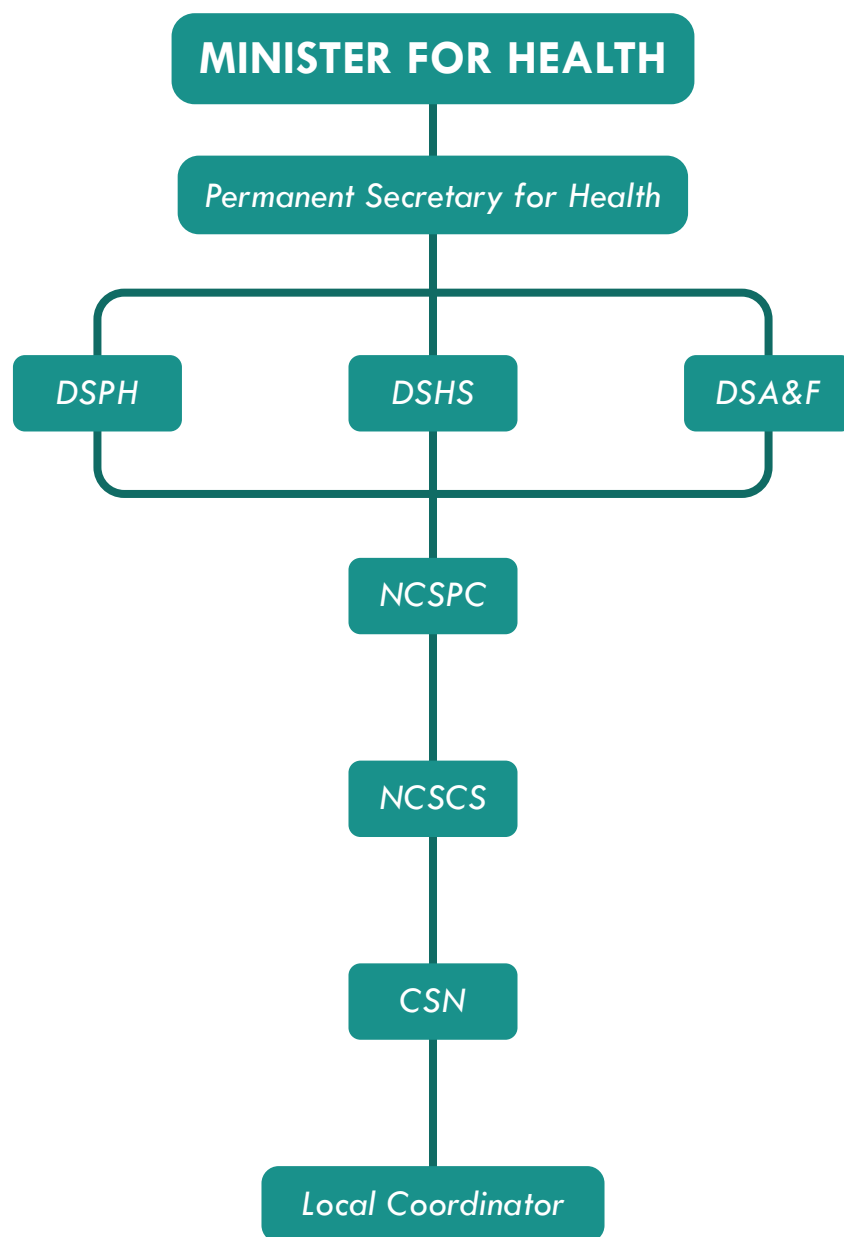 MINISTER FOR HEALTH
Permanent Secretary for Health
DSPH
DSHS
DSA&F
NCSPC
NCSCS
CSN
Local Coordinator